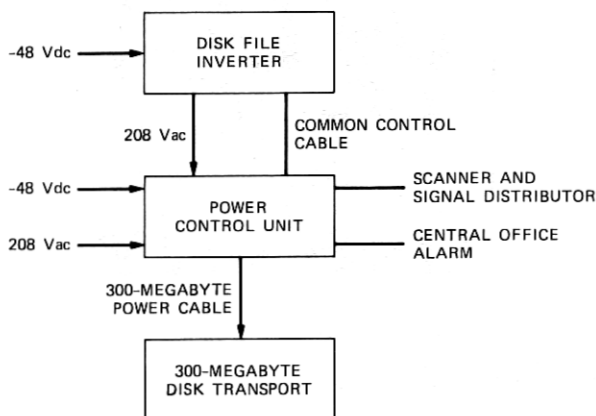 DISK FILE
INVERTER
-48 Vdc
208 Vac
COMMON CONTROL
CABLE
-48 Vdc
208 Vac
POWER
CONTROL UNIT
SCANNER AND
SIGNAL DISTRIBUTOR
CENTRAL OFFICE
ALARM
300-MEGABYTE
POWER CABLE
300-MEGABYTE
DISK TRANSPORT